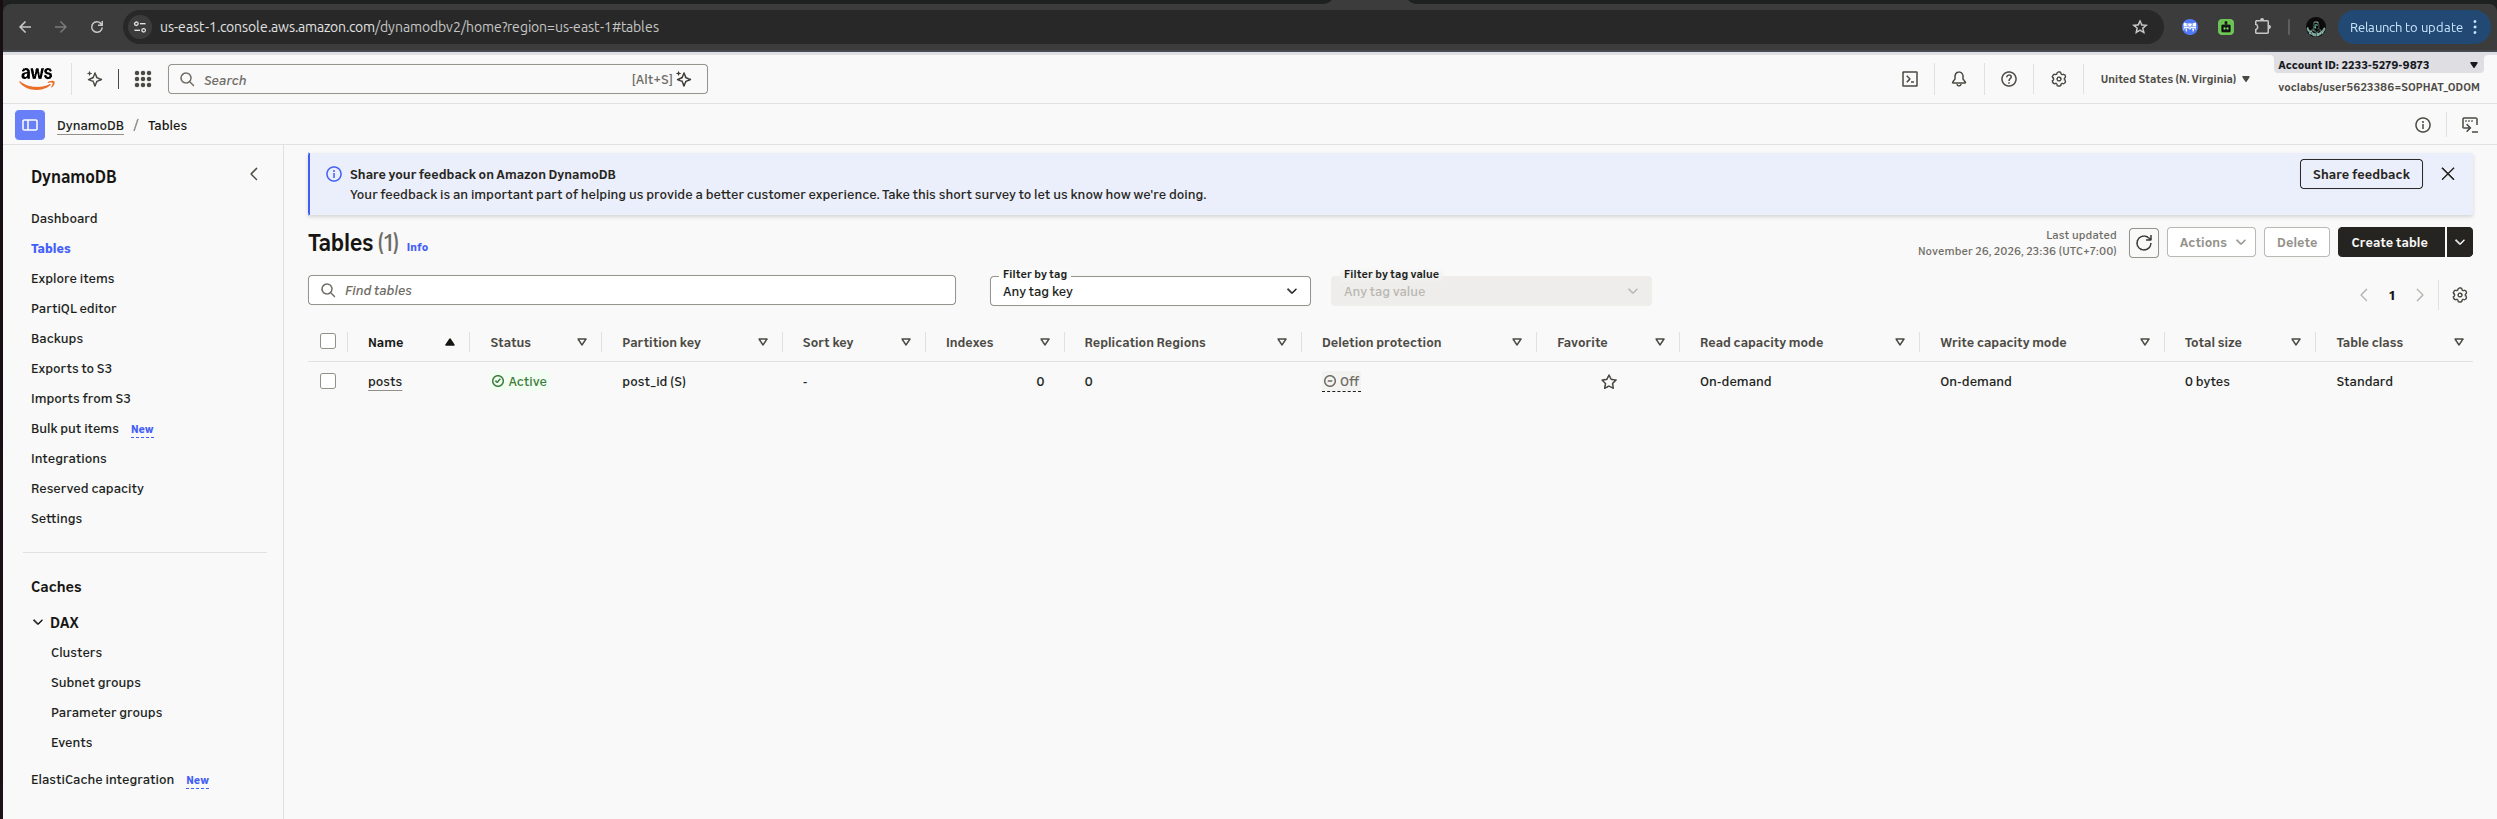 us-east-1.console.aws.amazon.com/dynamodbv2/home?region=us-east-1#tables
Relaunch to update
aws
Search
[Alt+S]
United States (N. Virginia)
Account ID: 2233-5279-9873
voclabs/user5623386=SOPHAT_ODOM
DynamoDB / Tables
DynamoDB
Dashboard
Tables
Explore items
PartiQL editor
Backups
Exports to S3
Imports from S3
Bulk put items New
Integrations
Reserved capacity
Settings
Caches
DAX
Clusters
Subnet groups
Parameter groups
Events
ElastiCache integration New
Share your feedback on Amazon DynamoDB
Your feedback is an important part of helping us provide a better customer experience. Take this short survey to let us know how we're doing.
Share feedback
Tables (1) Info
Last updated
November 26, 2026, 23:36 (UTC+7:00)
Actions
Delete
Create table
Find tables
Filter by tag
Any tag key
Filter by tag value
Any tag value
1
Name Status Partition key Sort key Indexes Replication Regions Deletion protection Favorite Read capacity mode Write capacity mode Total size Table class
posts Active post_id (S) - 0 0 Off On-demand On-demand 0 bytes Standard